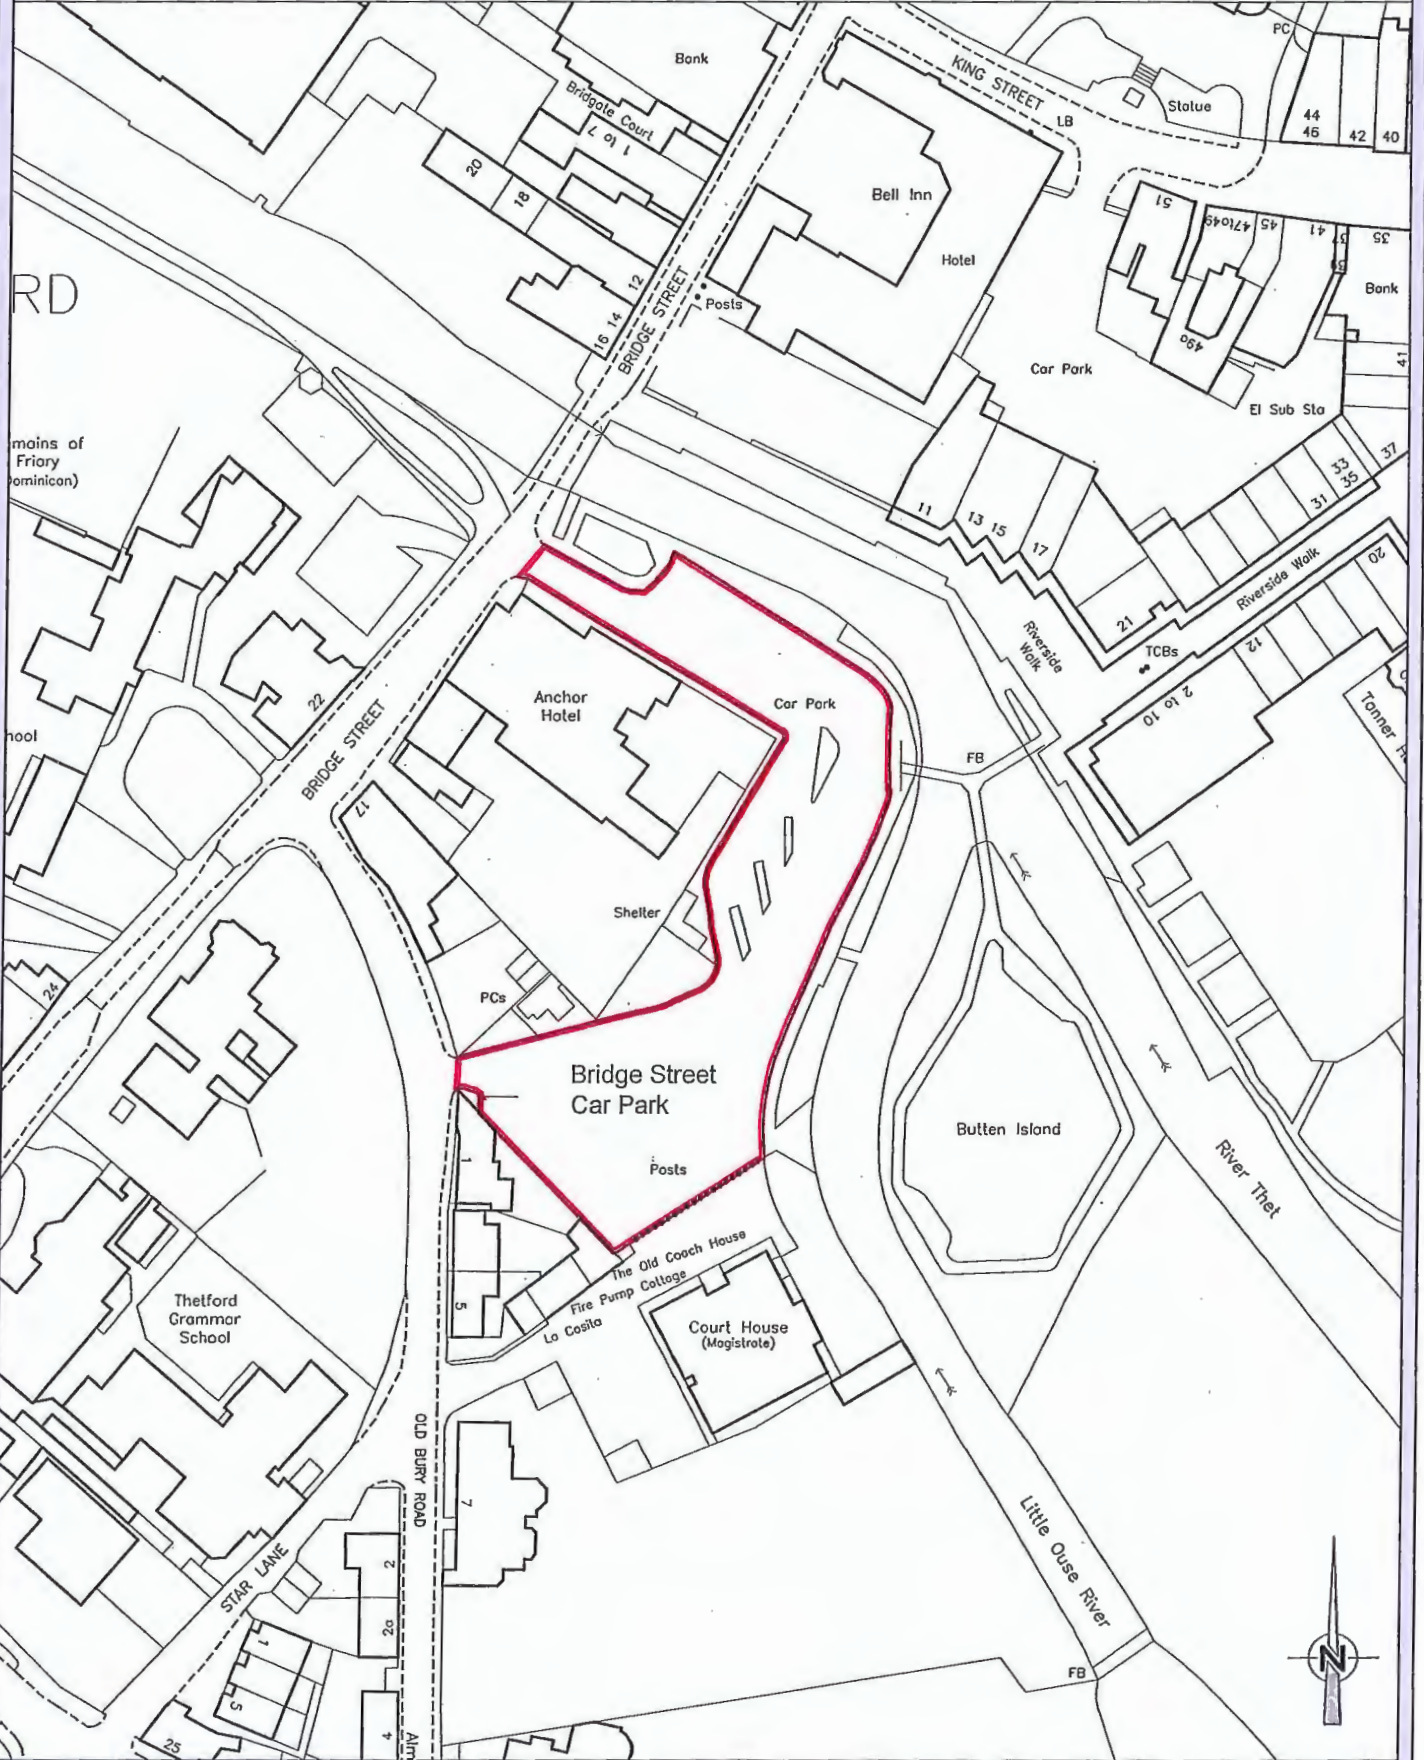 Bank
PC
KING STREET
Statue
LB
44
46
42
40
Bridgate Court
1 to 7
20
18
Bell Inn
Hotel
51
47to49
45
41
37
35
Bank
49a
41
12
14
16
BRIDGE STREET
Posts
RD
Car Park
El Sub Sta
mains of
Friary
ominican)
11
13
15
17
31
33
35
37
Riverside Walk
20
21
Riverside
Walk
TCBs
12
2 to 10
Tanner H
22
hool
BRIDGE STREET
Anchor
Hotel
Car Park
FB
17
Shelter
24
PCs
Bridge Street
Car Park
Butten Island
Posts
1
River Thet
5
The Old Coach House
Fire Pump Cottage
La Casita
Thetford
Grammar
School
Court House
(Magistrate)
OLD BURY ROAD
7
Little Ouse River
STAR LANE
2
2a
1
5
4
25
Alm
FB
N